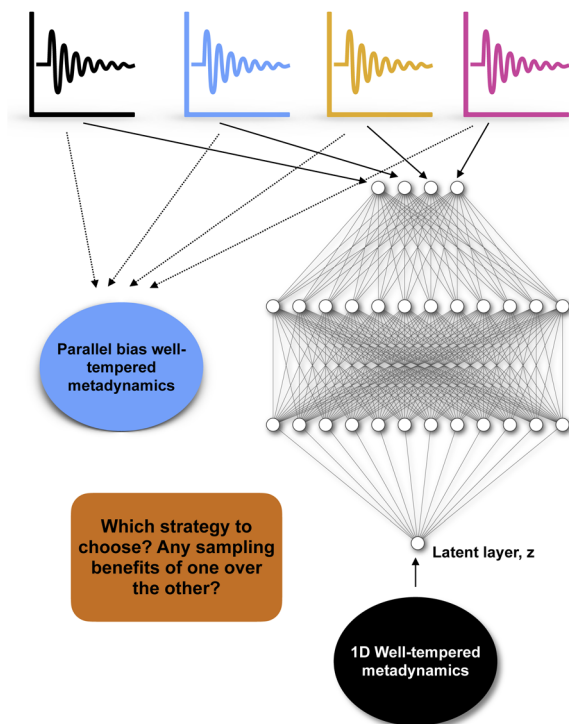 Parallel bias well-
tempered
metadynamics
Which strategy to
choose? Any sampling
benefits of one over
the other?
Latent layer, z
1D Well-tempered
metadynamics